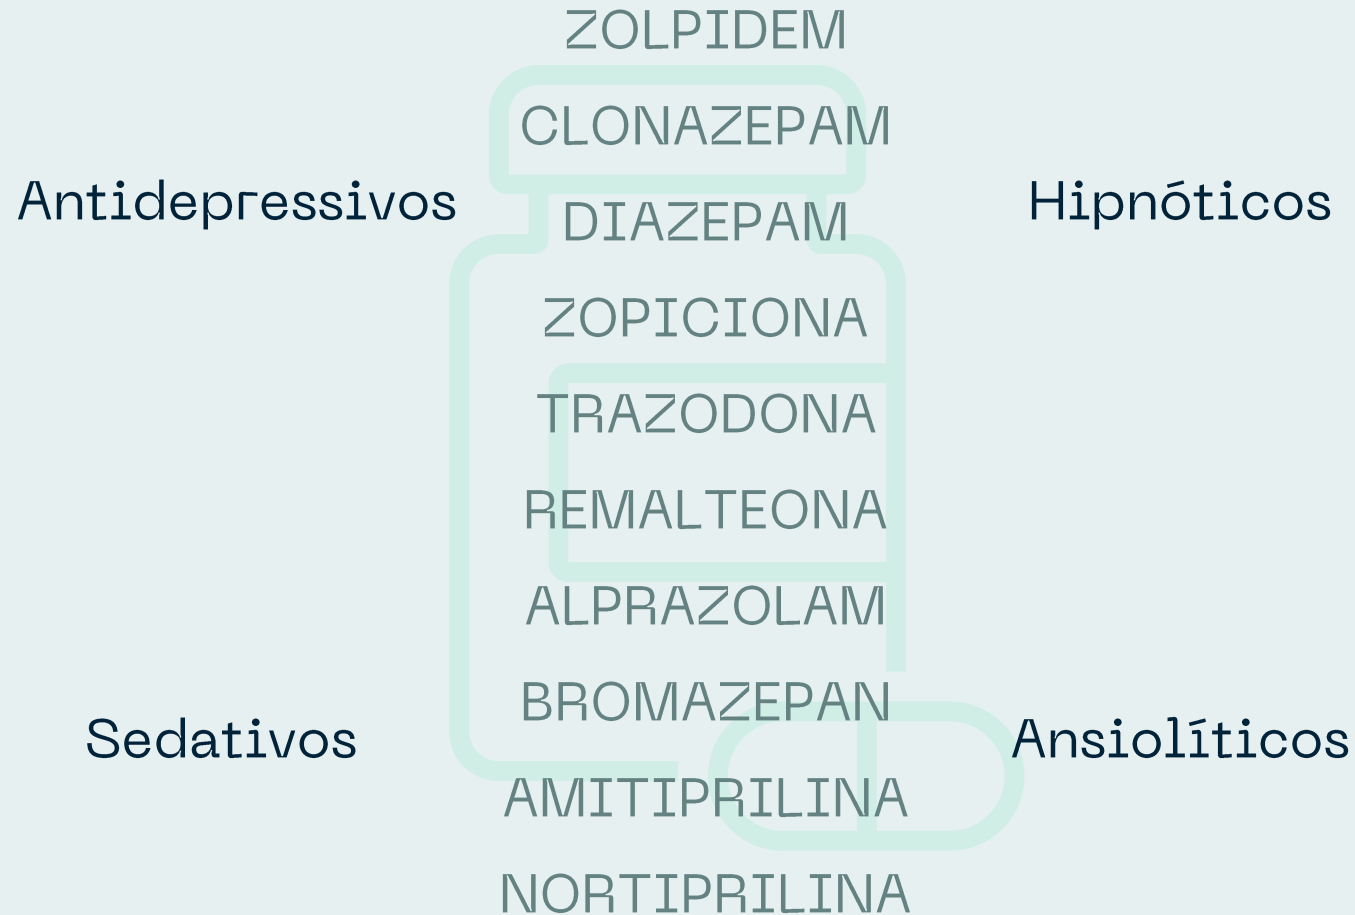 ZOLPIDEM
CLONAZEPAM
Antidepressivos
Hipnóticos
DIAZEPAM
ZOPICIONA
TRAZODONA
REMALTEONA
ALPRAZOLAM
BROMAZEPAN
Sedativos
Ansiolíticos
AMITIPRILINA
NORTIPRILINA